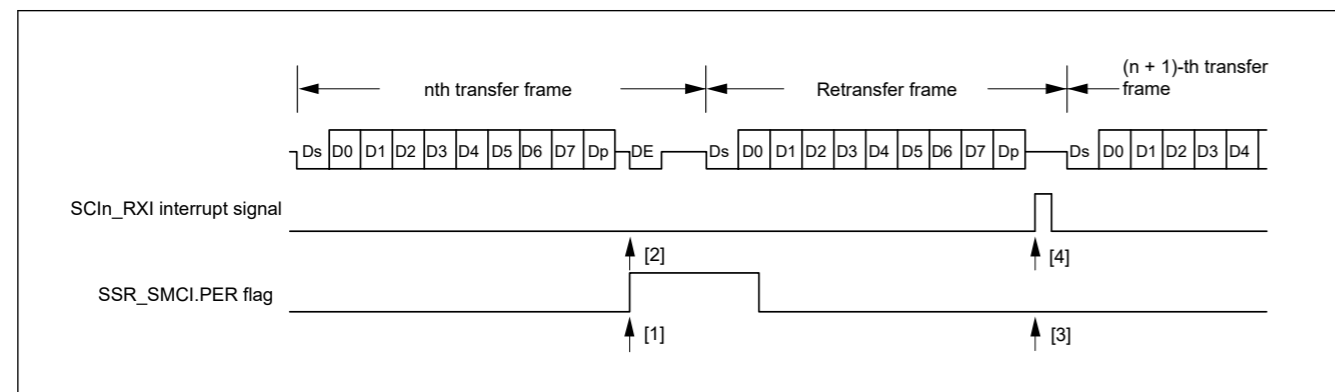 nth transfer frame
Retransfer frame
(n + 1)-th transfer
frame
Ds D0 D1 D2 D3 D4 D5 D6 D7 Dp DE Ds D0 D1 D2 D3 D4 D5 D6 D7 Dp Ds D0 D1 D2 D3 D4
SCIn_RXI interrupt signal
[2] [4]
SSR_SMCI.PER flag
[1] [3]